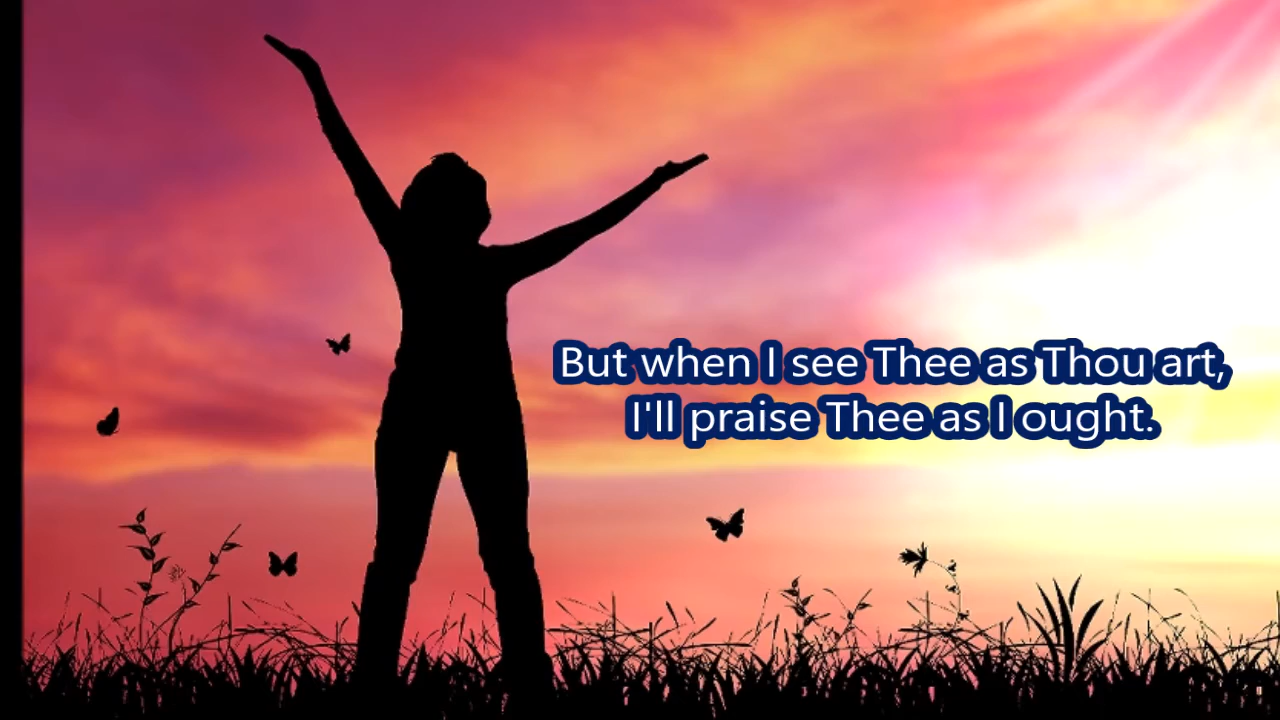 But when I see Thee as Thou art,
I'll praise Thee as I ought.